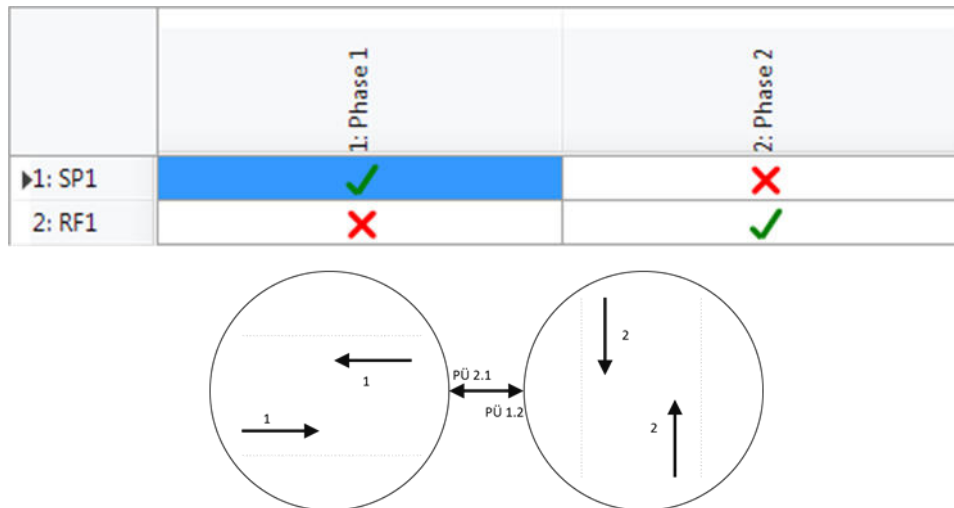 1: Phase 1
2: Phase 2
1: SP1
2: RF1
1
1
PÜ 2.1
PÜ 1.2
2
2